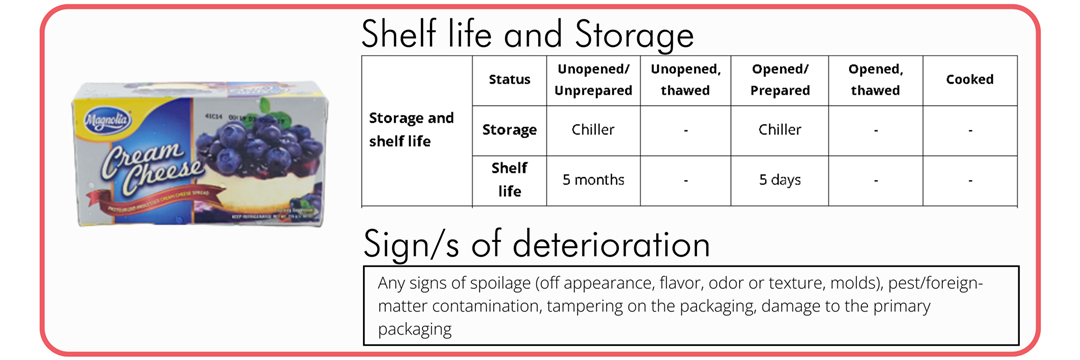 Shelf life and Storage
Magnolia
Cream
Cheese
Storage and
shelf life
Status
Unopened/
Unprepared
Unopened,
thawed
Opened/
Prepared
Opened,
thawed
Cooked
Storage
Chiller
-
Chiller
-
-
Shelf
life
5 months
-
5 days
-
-
Sign/s of deterioration
Any signs of spoilage (off appearance, flavor, odor or texture, molds), pest/foreign-
matter contamination, tampering on the packaging, damage to the primary
packaging